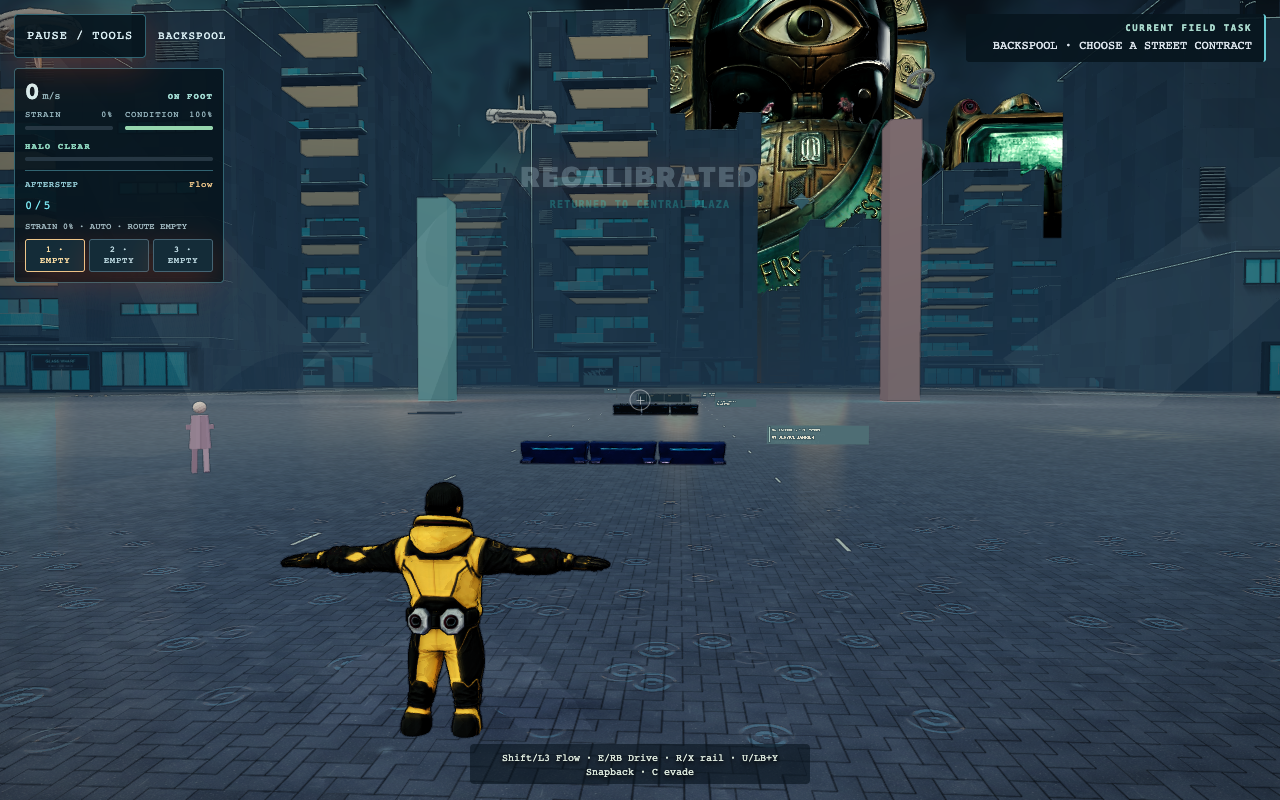 PAUSE / TOOLS
BACKSPOOL
CURRENT FIELD TASK
BACKSPOOL · CHOOSE A STREET CONTRACT
0 m/s
ON FOOT
STRAIN 0%
CONDITION 100%
HALO CLEAR
AFTERSTEP
Flow
0/5
STRAIN 0% · AUTO · ROUTE EMPTY
1 · EMPTY
2 · EMPTY
3 · EMPTY
RECALIBRATED
RETURNED TO CENTRAL PLAZA
FIRS
Shift/L3 Flow · E/RB Drive · R/X rail · U/LB+Y
Snapback · C evade